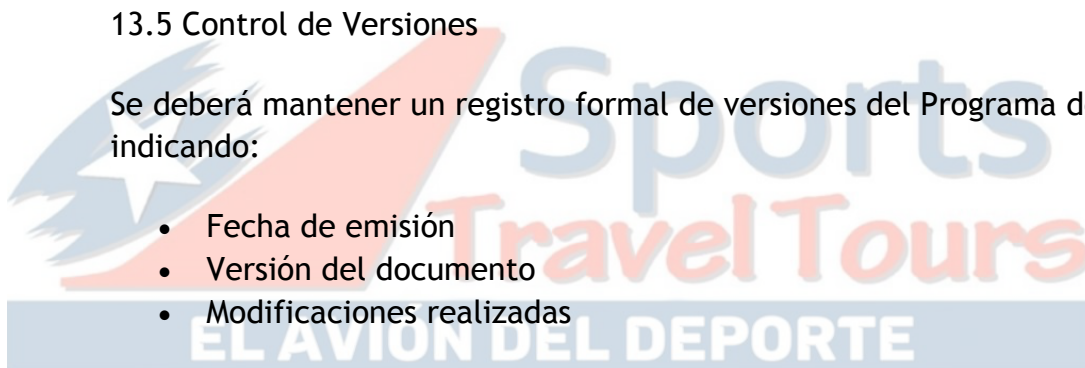 13.5 Control de Versiones
Se deberá mantener un registro formal de versiones del Programa d
indicando:
• Fecha de emisión
• Versión del documento
• Modificaciones realizadas
Sports
Travel Tours
EL AVIÓN DEL DEPORTE